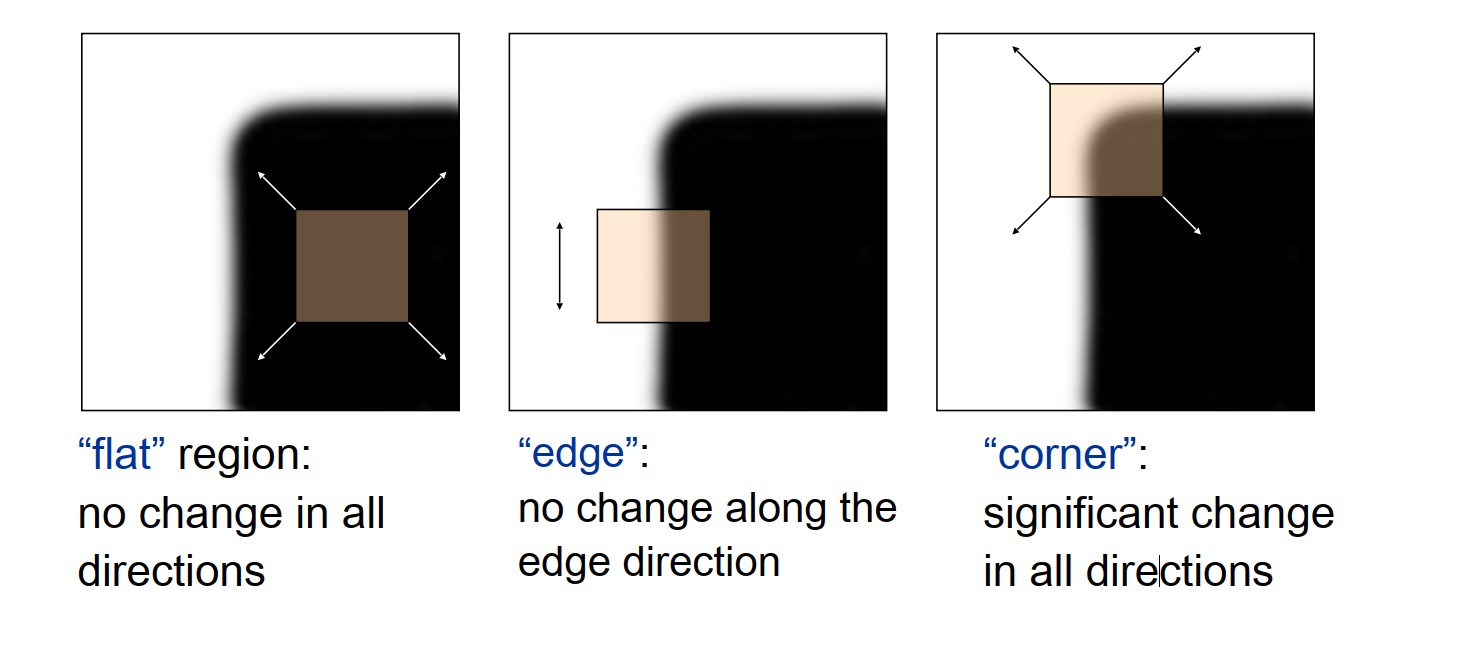 “flat” region:
no change in all
directions
“edge”:
no change along the
edge direction
“corner”:
significant change
in all directions